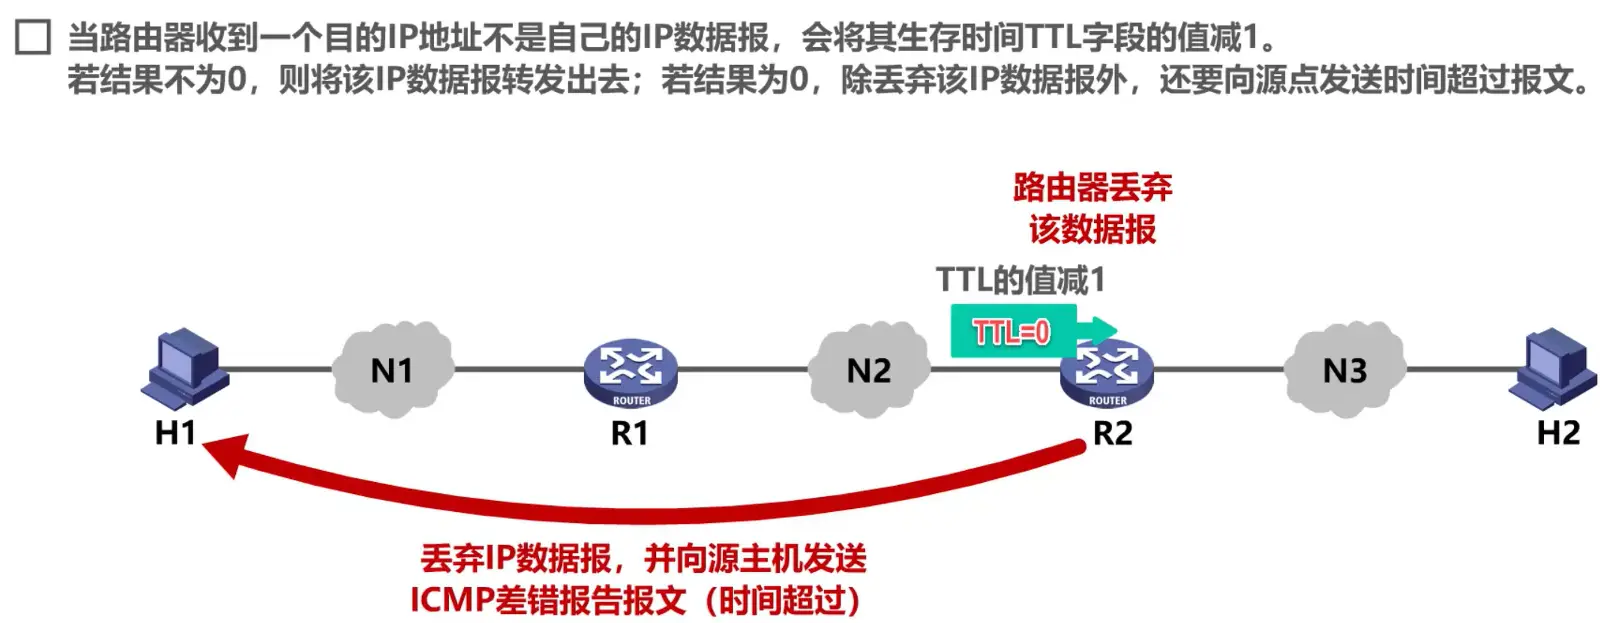 当路由器收到一个目的IP地址不是自己的IP数据报，会将其生存时间TTL字段的值减1。
若结果不为0，则将该IP数据报转发出去；若结果为0，除丢弃该IP数据报外，还要向源点发送时间超过报文。
路由器丢弃
该数据报
TTL的值减1
TTL=0
N1
N2
N3
ROUTER
ROUTER
H1
R1
R2
H2
丢弃IP数据报，并向源主机发送
ICMP差错报告报文（时间超过）